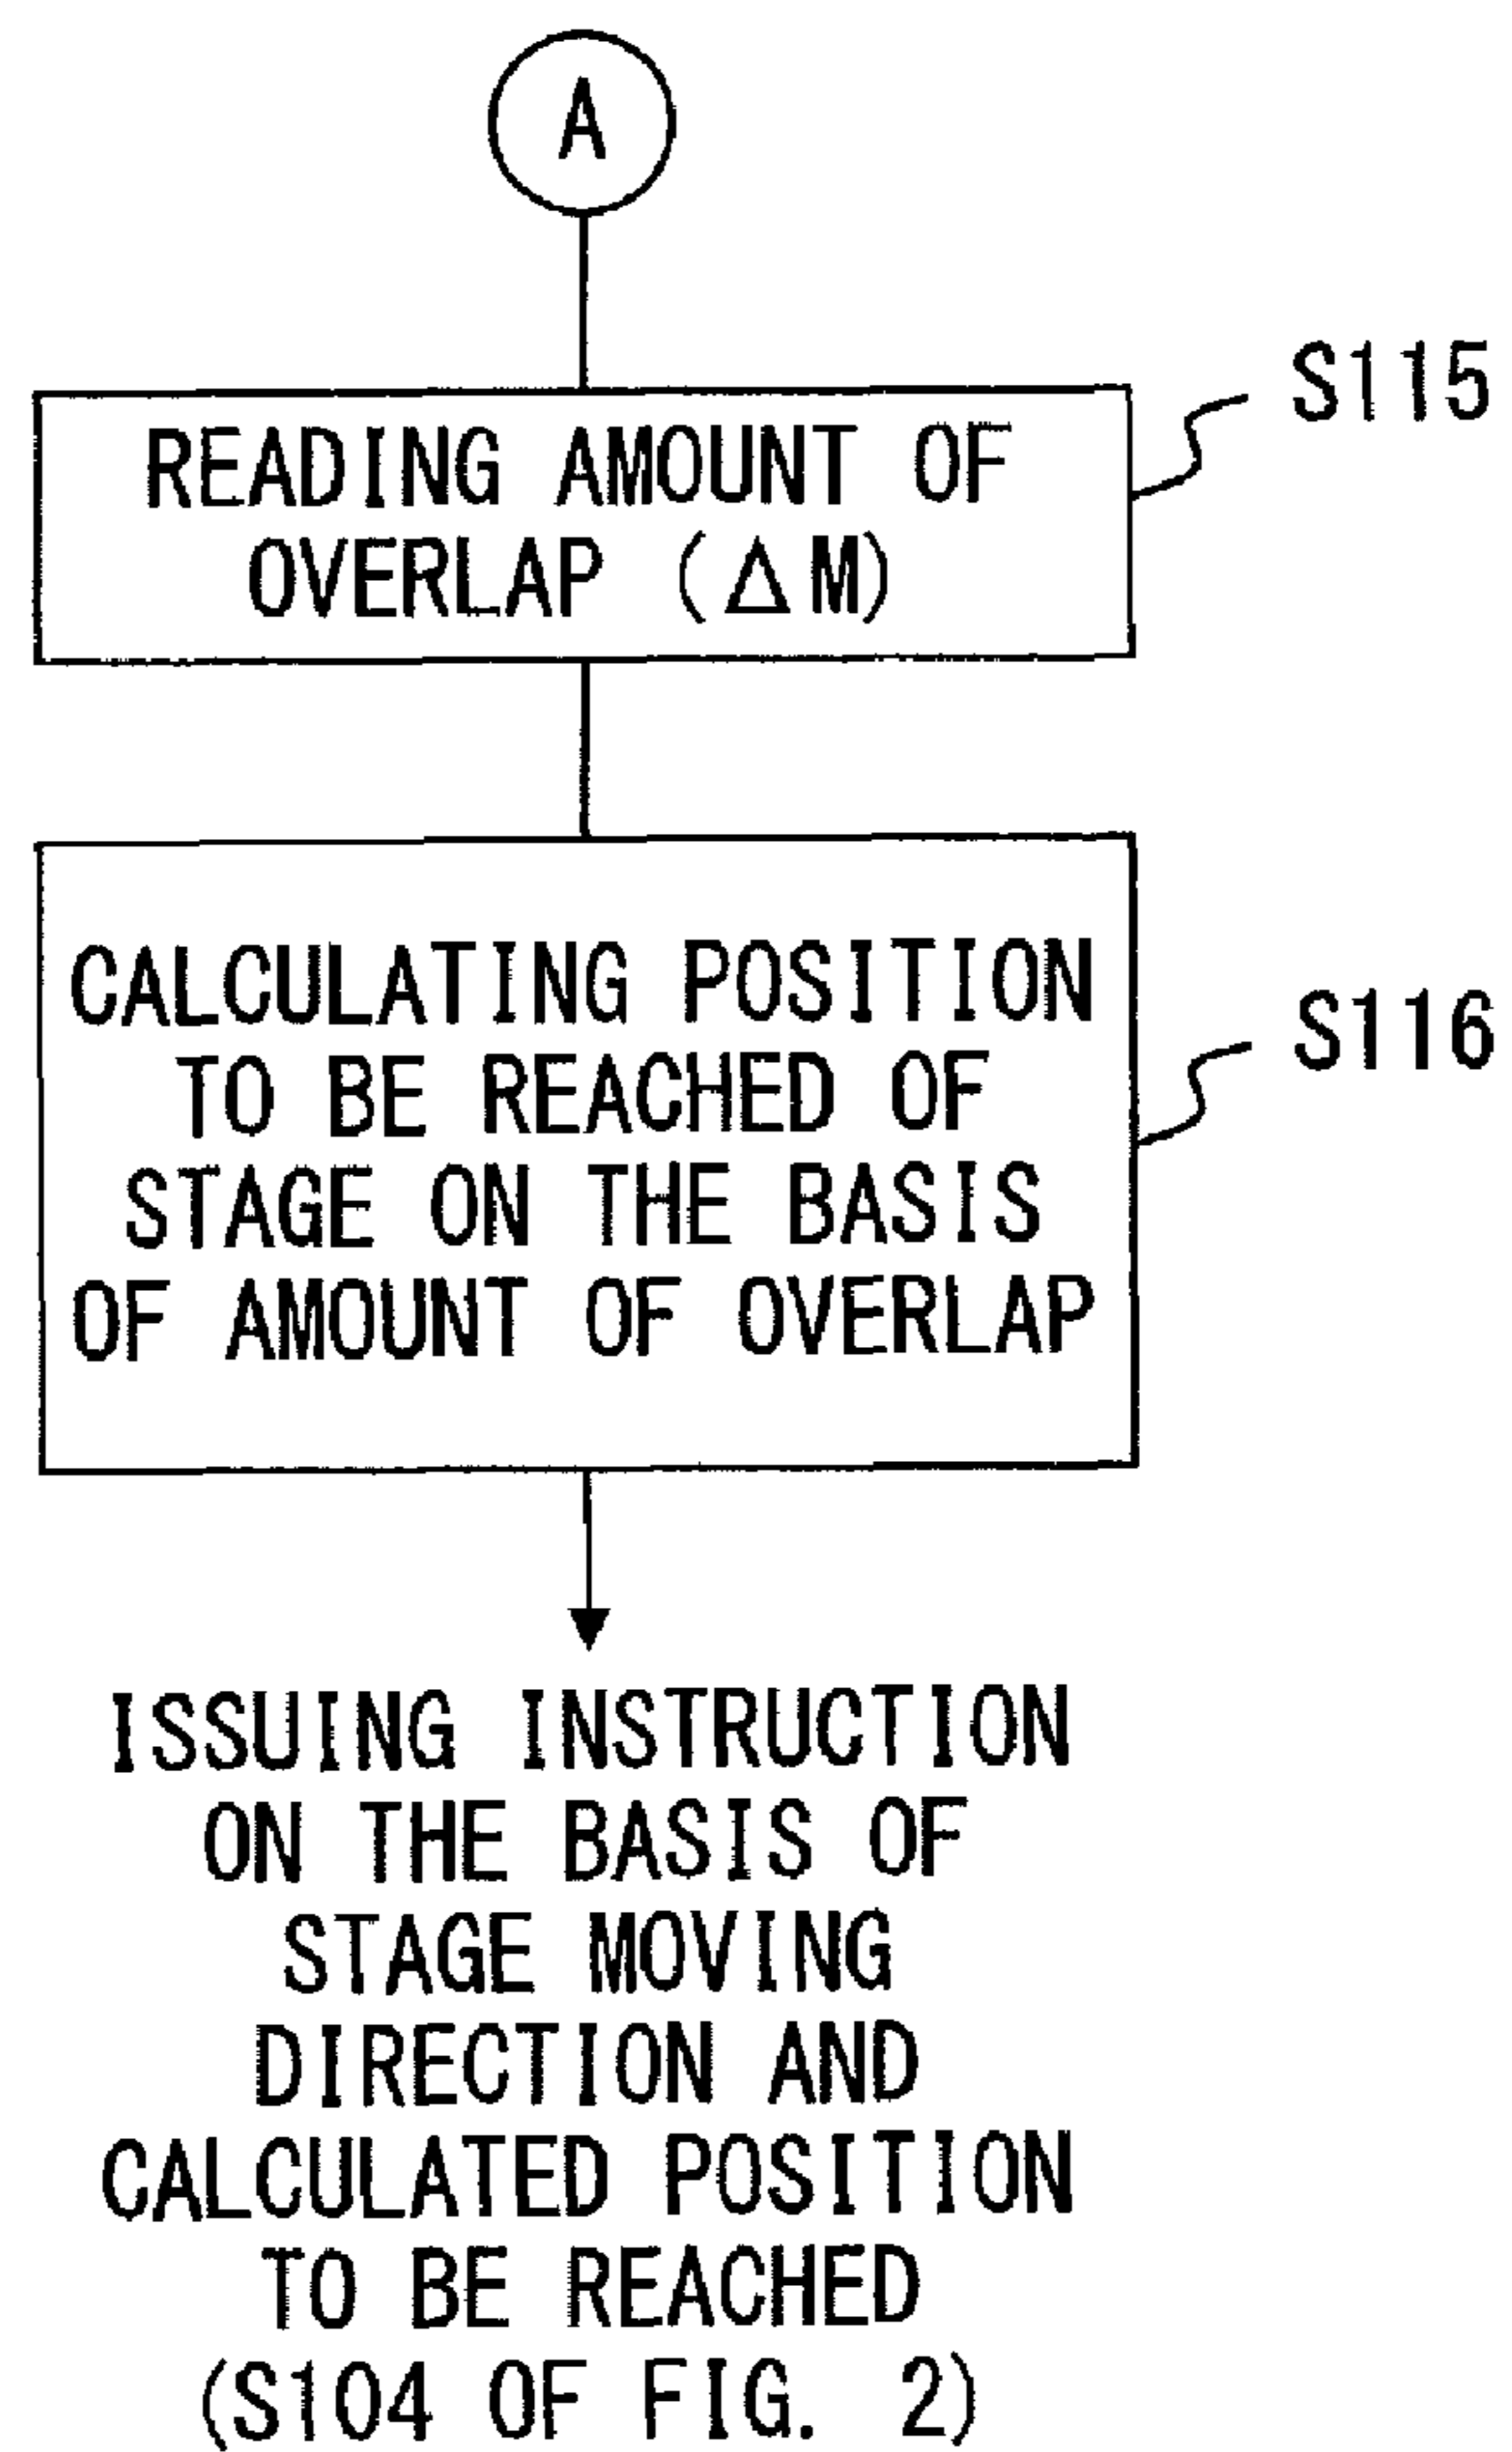 A
S115
READING AMOUNT OF
OVERLAP (△M)
CALCULATING POSITION
TO BE REACHED OF
STAGE ON THE BASIS
OF AMOUNT OF OVERLAP
S116
ISSUING INSTRUCTION
ON THE BASIS OF
STAGE MOVING
DIRECTION AND
CALCULATED POSITION
TO BE REACHED
(S104 OF FIG. 2)